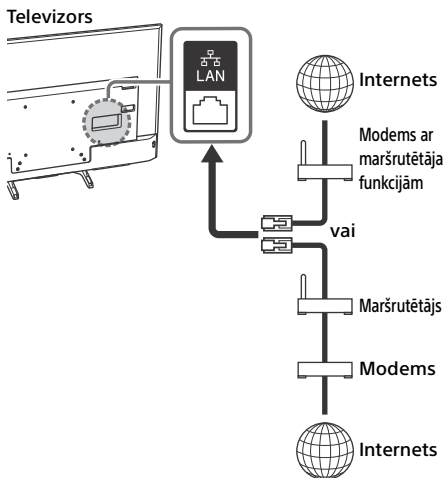 Televizors
LAN
Internets
Modems ar
maršrutētāja
funkcijām
vai
Maršrutētājs
Modems
Internets